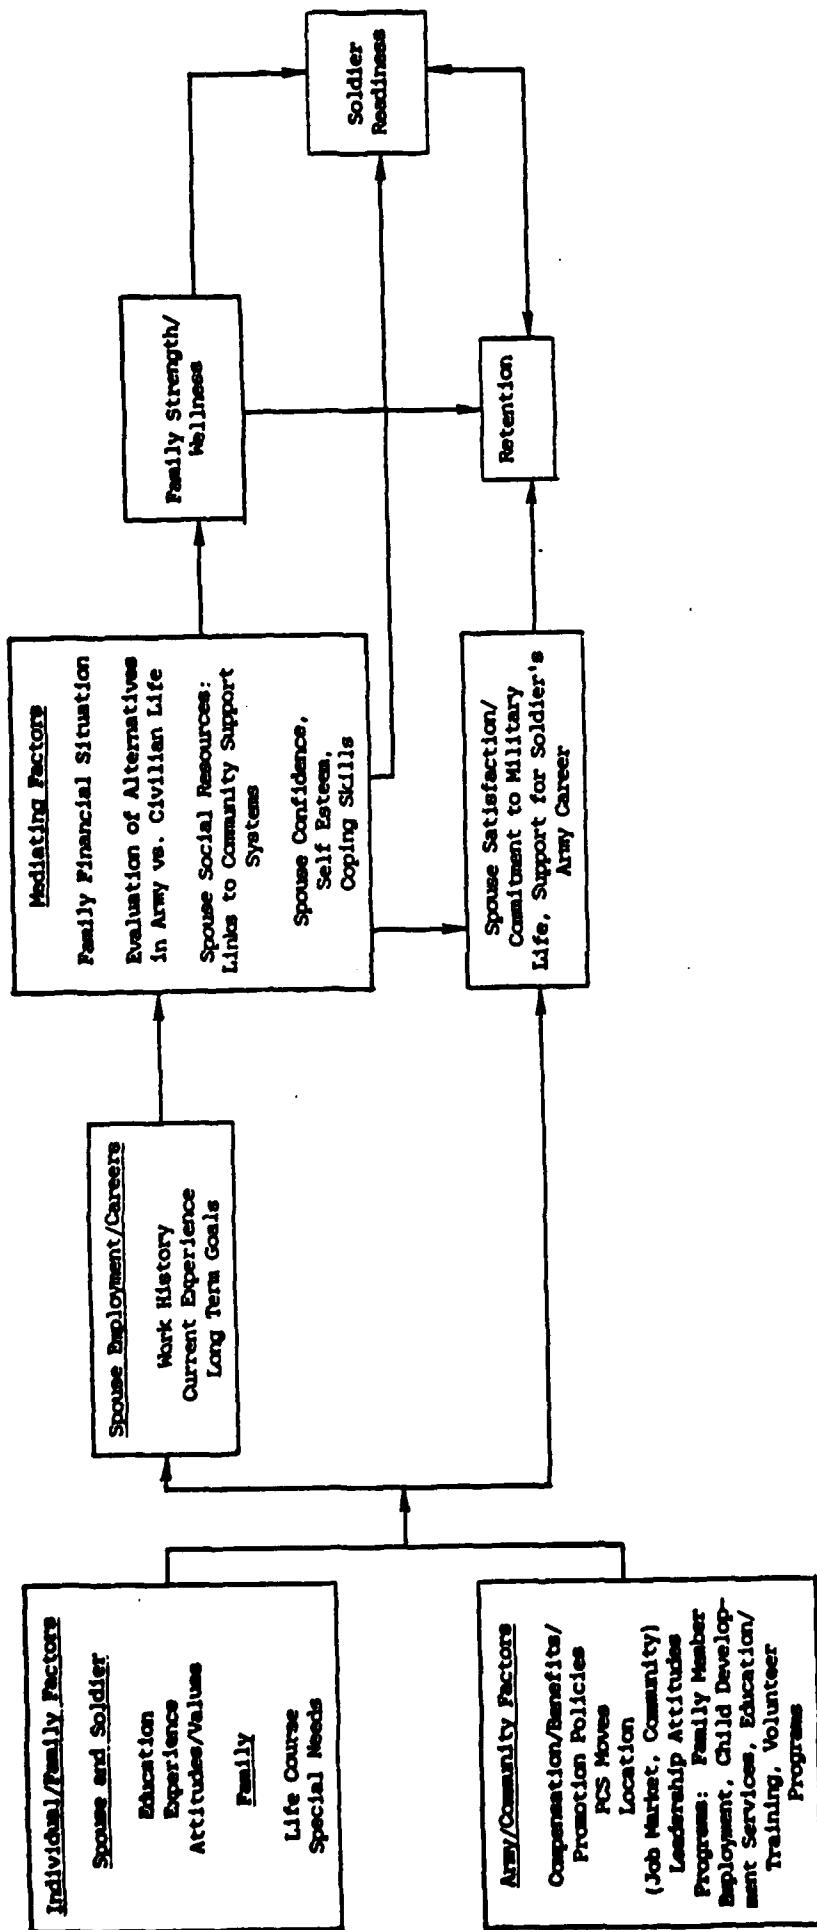 Individual/Family Factors
Spouse and Soldier
Education
Experience
Attitudes/Values
Family
Life Course
Special Needs
Army/Community Factors
Compensation/Benefits/
Promotion Policies
PCS Moves
Location
(Job Market, Community)
Leadership Attitudes
Programs: Family Member
Employment, Child Develop-
ment Services, Education/
Training, Volunteer
Programs
Spouse Employment/Careers
Work History
Current Experience
Long Term Goals
Mediating Factors
Family Financial Situation
Evaluation of Alternatives
in Army vs. Civilian Life
Spouse Social Resources:
Links to Community Support
Systems
Spouse Confidence,
Self Esteem,
Coping Skills
Spouse Satisfaction/
Commitment to Military
Life, Support for Soldier's
Army Career
Family Strength/
Wellness
Retention
Soldier
Readiness